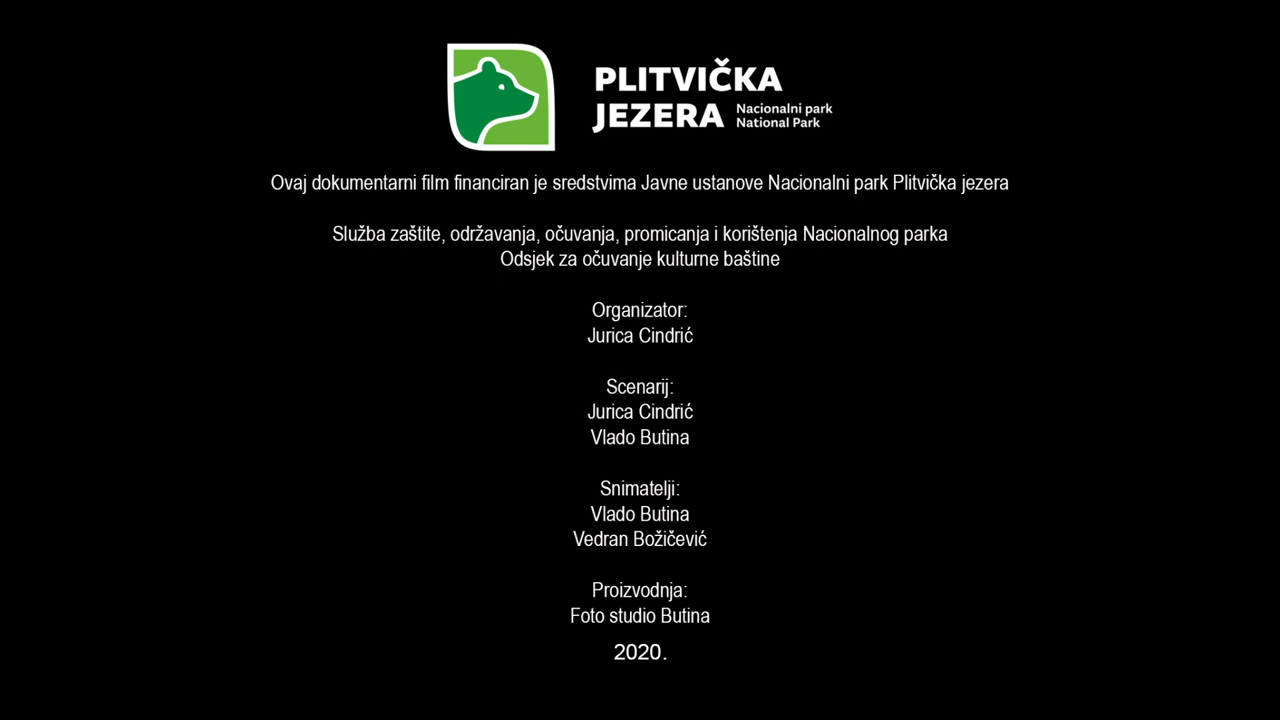 PLITVIČKA
JEZERA
Nacionalni park
National Park
Ovaj dokumentarni film financiran je sredstvima Javne ustanove Nacionalni park Plitvička jezera
Služba zaštite, održavanja, očuvanja, promicanja i korištenja Nacionalnog parka
Odsjek za očuvanje kulturne baštine
Organizator:
Jurica Cindrić
Scenarij:
Jurica Cindrić
Vlado Butina
Snimatelji:
Vlado Butina
Vedran Božičević
Proizvodnja:
Foto studio Butina
2020.